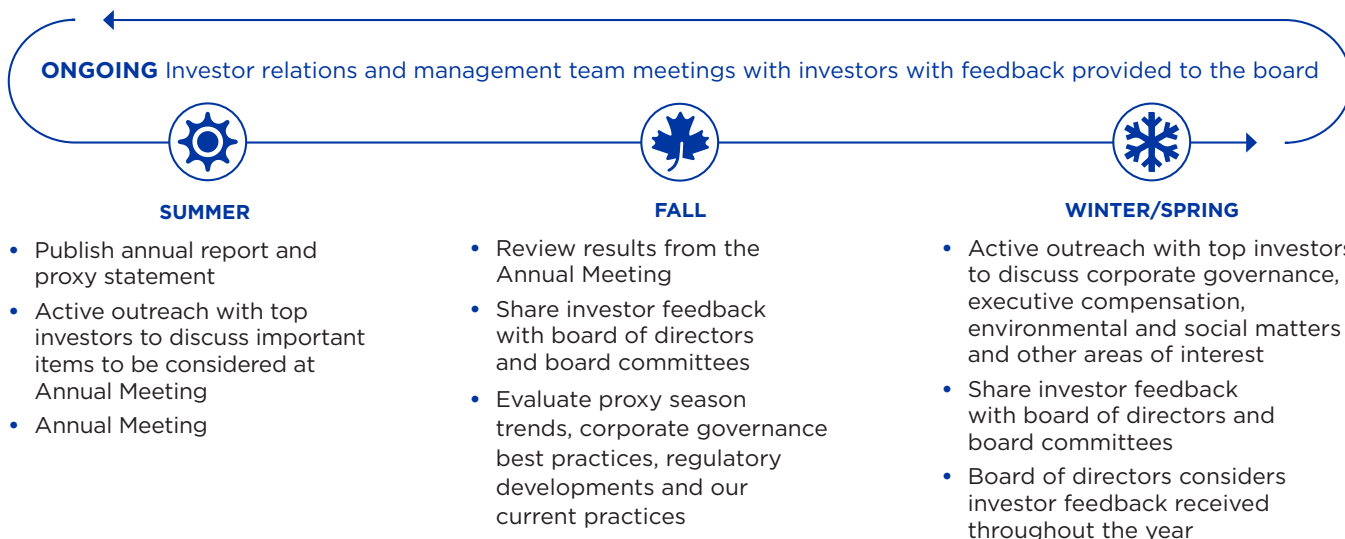 ONGOING Investor relations and management team meetings with investors with feedback provided to the board
SUMMER
• Publish annual report and
proxy statement
• Active outreach with top
investors to discuss important
items to be considered at
Annual Meeting
• Annual Meeting
FALL
• Review results from the
Annual Meeting
• Share investor feedback
with board of directors
and board committees
• Evaluate proxy season
trends, corporate governance
best practices, regulatory
developments and our
current practices
WINTER/SPRING
• Active outreach with top investors
to discuss corporate governance,
executive compensation,
environmental and social matters
and other areas of interest
• Share investor feedback
with board of directors and
board committees
• Board of directors considers
investor feedback received
throughout the year